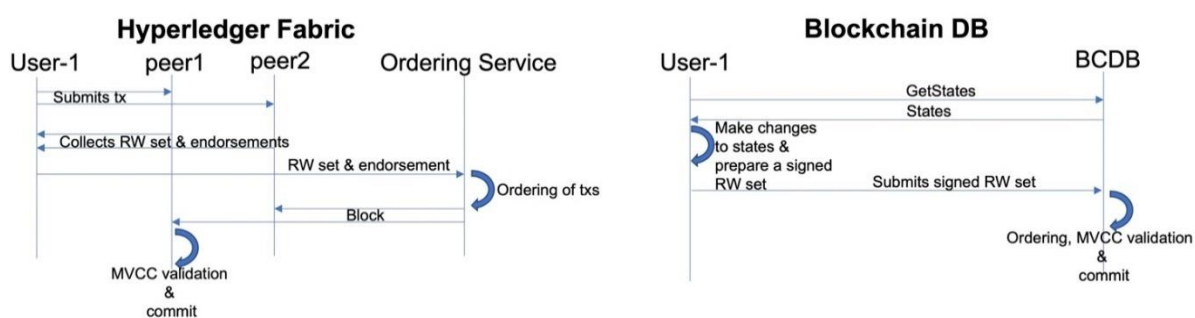 Hyperledger Fabric
User-1
peer1
peer2
Ordering Service
Submits tx
Collects RW set & endorsements
RW set & endorsement
Ordering of txs
Block
MVCC validation
&
commit
Blockchain DB
User-1
BCDB
GetStates
States
Make changes
to states &
prepare a signed
RW set
Submits signed RW set
Ordering, MVCC validation
&
commit